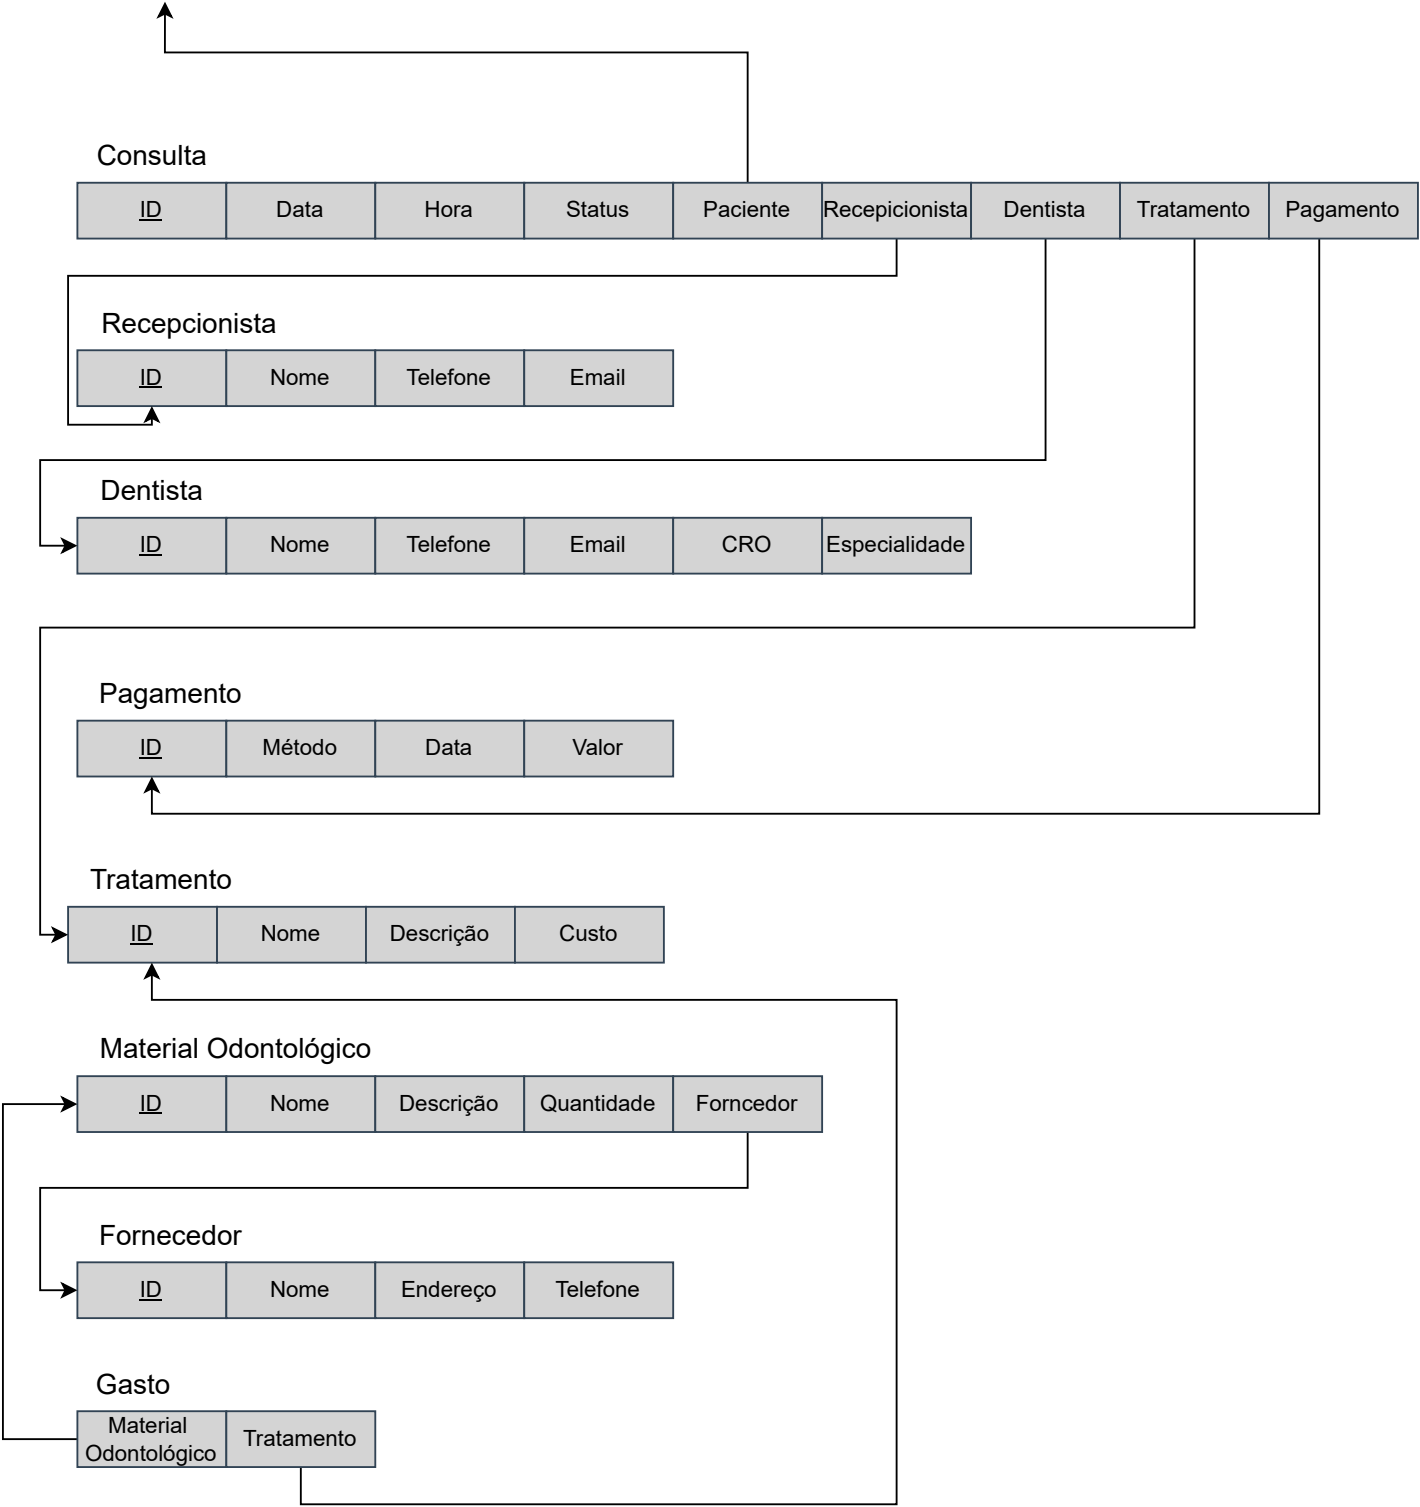 Consulta
ID Data Hora Status Paciente Recepicionista Dentista Tratamento Pagamento
Recepcionista
ID Nome Telefone Email
Dentista
ID Nome Telefone Email CRO Especialidade
Pagamento
ID Método Data Valor
Tratamento
ID Nome Descrição Custo
Material Odontológico
ID Nome Descrição Quantidade Forncedor
Fornecedor
ID Nome Endereço Telefone
Gasto
Material
Odontológico
Tratamento